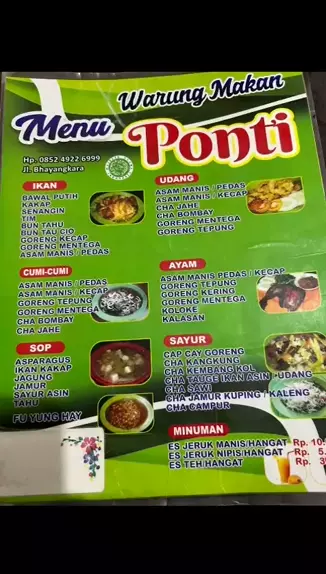 Warung Makan
Menu Ponti
Hp. 0852 4922 6999
Jl. Bhayangkara
IKAN
BAWAL PUTIH
KAKAP
SENANGIN
TIM
BUN TAHU
BUN TAU CIO
GORENG KECAP
GORENG MENTEGA
ASAM MANIS / PEDAS
CUMI-CUMI
ASAM MANIS / PEDAS
ASAM MANIS / KECAP
GORENG TEPUNG
GORENG MENTEGA
CHA BOMBAY
CHA JAHE
SOP
ASPARAGUS
IKAN KAKAP
JAGUNG
JAMUR
SAYUR ASIN
TAHU
FU YUNG HAY
UDANG
ASAM MANIS / PEDAS
ASAM MANIS / KECAP
CHA JAHE
CHA BOMBAY
GORENG MENTEGA
GORENG TEPUNG
AYAM
ASAM MANIS PEDAS / KECAP
GORENG TEPUNG
GORENG KERING
GORENG MENTEGA
KOLOKE
KALASAN
SAYUR
CAP CAY GORENG
CHA KANGKUNG
CHA KEMBANG KOL
CHA TAUGE IKAN ASIN / UDANG
CHA SAWI
CHA JAMUR KUPING / KALENG
CHA CAMPUR
MINUMAN
ES JERUK MANIS/HANGAT Rp. 10.
ES JERUK NIPIS/HANGAT Rp. 5.
ES TEH/HANGAT Rp.